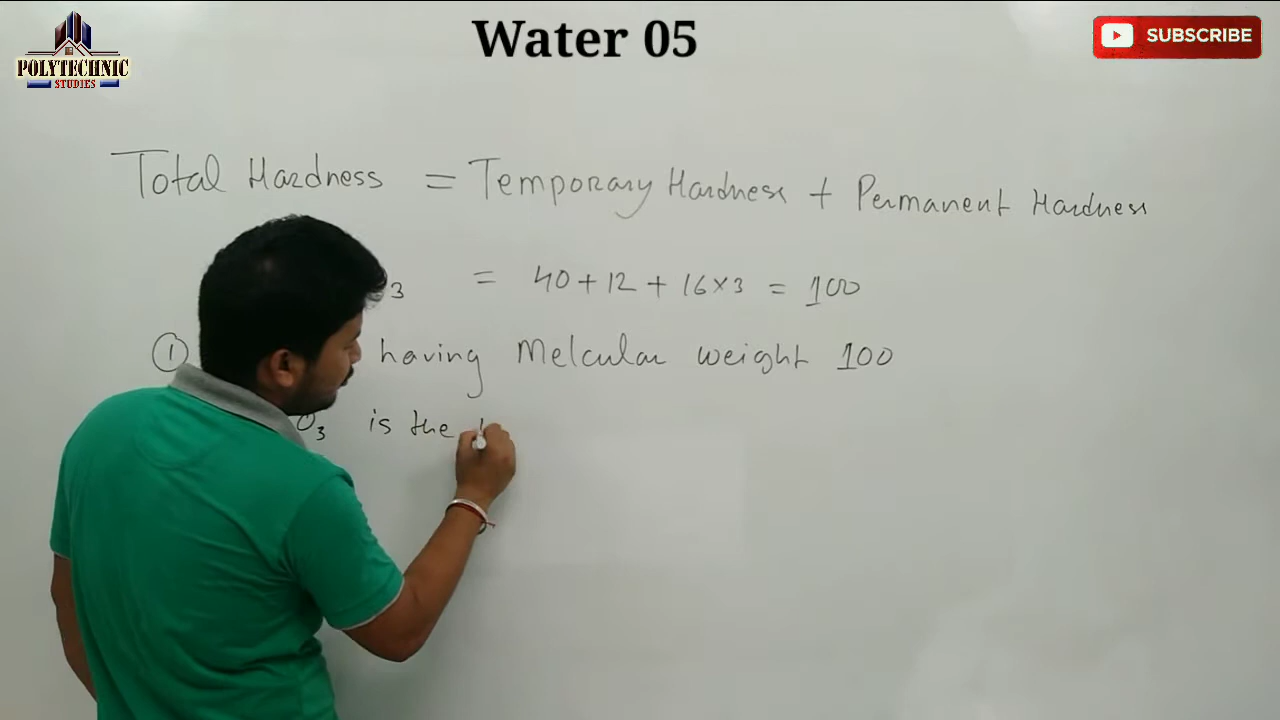 Water 05
POLYTECHNIC
STUDIES
SUBSCRIBE
Total Hardness = Temporary Hardness + Permanent Hardness
3 = 40 + 12 + 16 × 3 = 100
① having Melcular weight 100
O3 is the